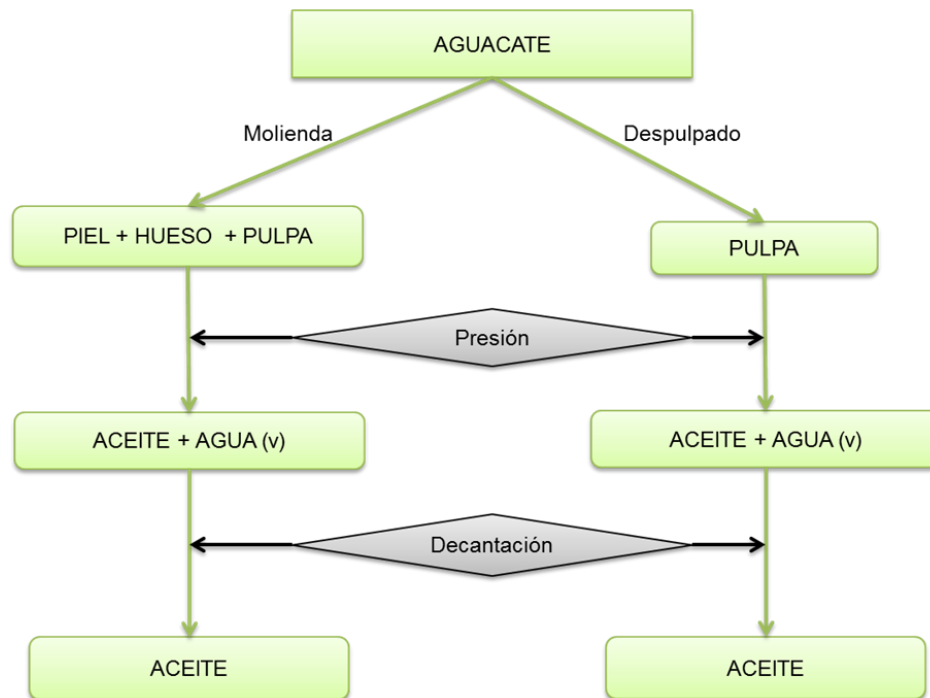 AGUACATE
Molienda
Despulpado
PIEL + HUESO + PULPA
PULPA
Presión
ACEITE + AGUA (v)
ACEITE + AGUA (v)
Decantación
ACEITE
ACEITE